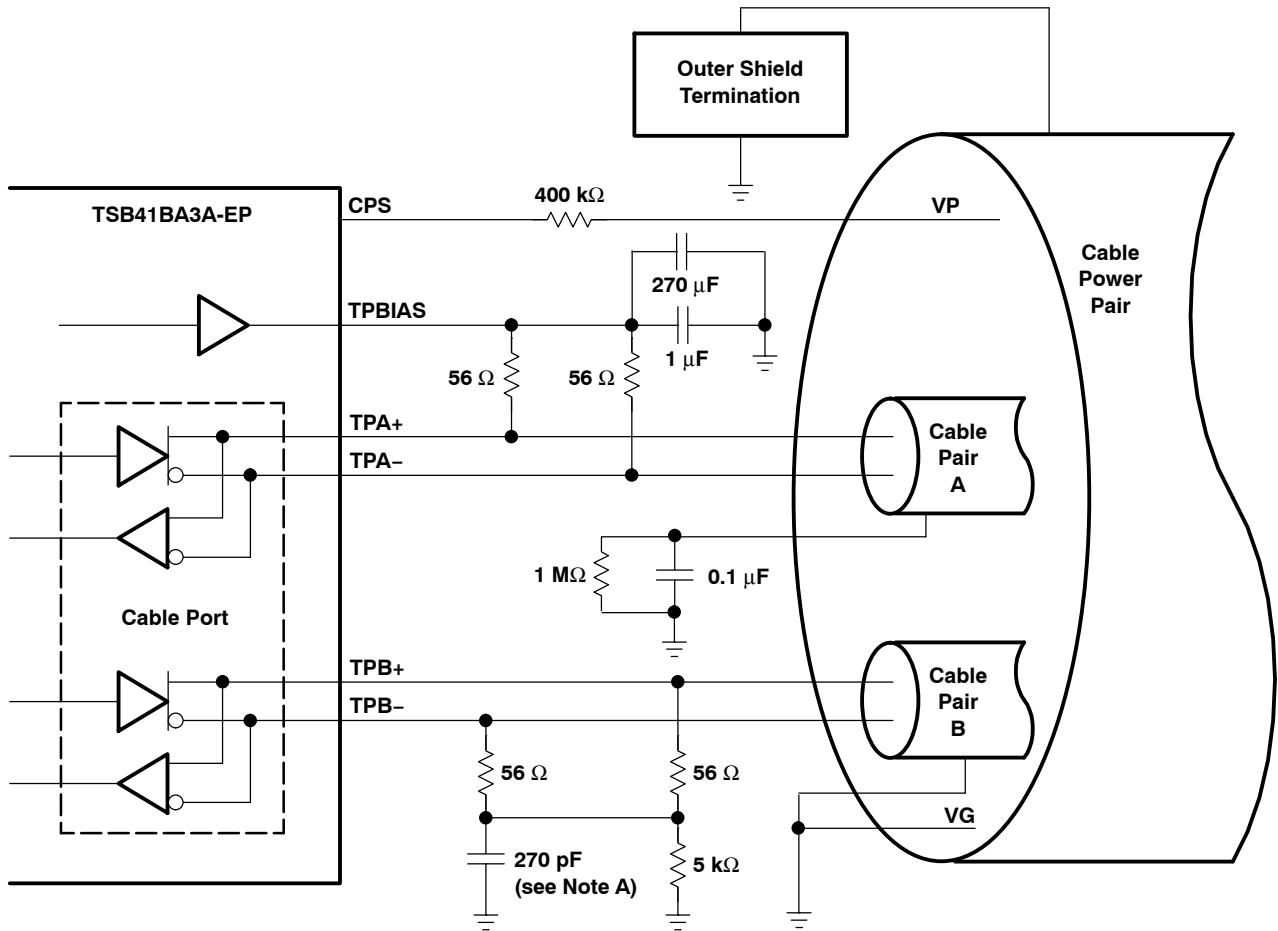 Outer Shield
Termination
TSB41BA3A-EP
CPS
400 kΩ
VP
Cable
Power
Pair
270 μF
TPBIAS
1 μF
56 Ω
56 Ω
TPA+
Cable
Pair
A
TPA−
1 MΩ
0.1 μF
Cable Port
TPB+
Cable
Pair
B
TPB−
56 Ω
56 Ω
VG
270 pF
(see Note A)
5 kΩ